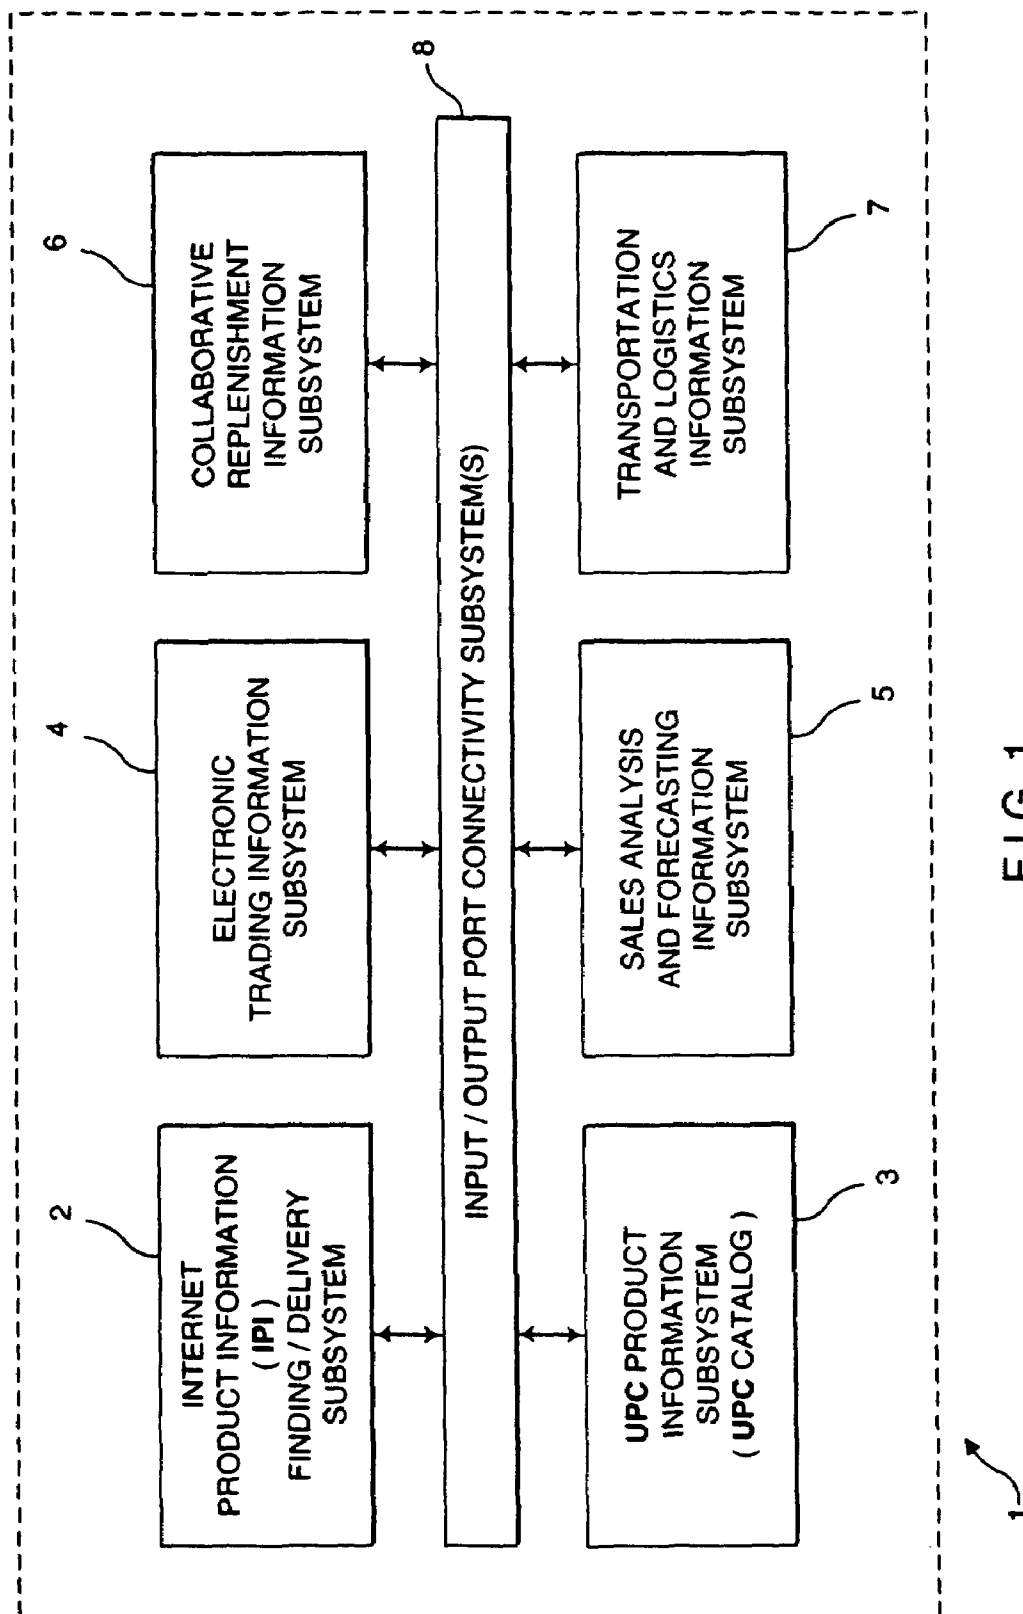 2
INTERNET
PRODUCT INFORMATION
( IPI )
FINDING / DELIVERY
SUBSYSTEM
4
ELECTRONIC
TRADING INFORMATION
SUBSYSTEM
6
COLLABORATIVE
REPLENISHMENT
INFORMATION
SUBSYSTEM
8
INPUT / OUTPUT PORT CONNECTIVITY SUBSYSTEM(S)
UPC PRODUCT
INFORMATION
SUBSYSTEM
( UPC CATALOG )
3
SALES ANALYSIS
AND FORECASTING
INFORMATION
SUBSYSTEM
5
TRANSPORTATION
AND LOGISTICS
INFORMATION
SUBSYSTEM
7
1
FIG. 1